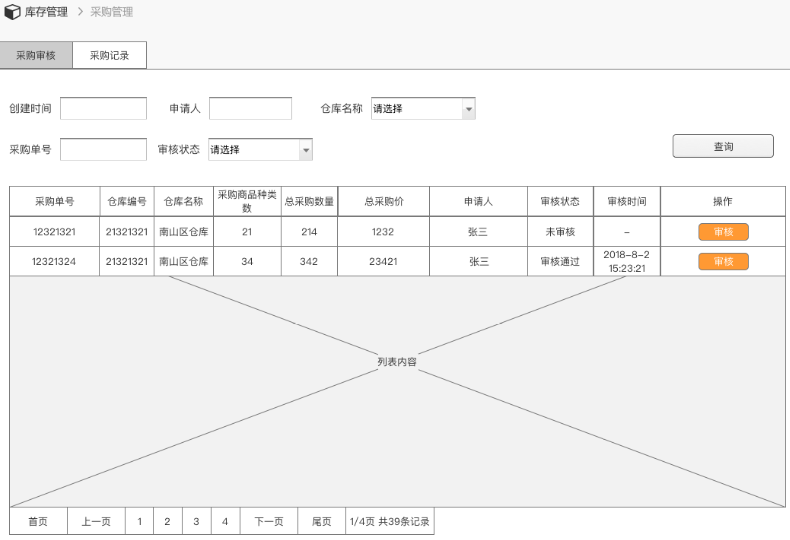 库存管理 > 采购管理
采购审核 采购记录
创建时间 申请人 仓库名称 请选择
采购单号 审核状态 请选择 查询
采购单号 仓库编号 仓库名称 采购商品种类数 总采购数量 总采购价 申请人 审核状态 审核时间 操作
12321321 21321321 南山区仓库 21 214 1232 张三 未审核 – 审核
12321324 21321321 南山区仓库 34 342 23421 张三 审核通过 2018-8-2 15:23:21 审核
列表内容
首页 上一页 1 2 3 4 下一页 尾页 1/4页 共39条记录